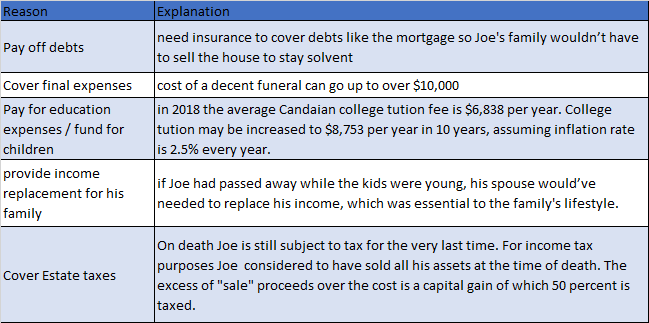 Reason Explanation
Pay off debts
need insurance to cover debts like the mortgage so Joe's family wouldn't have
to sell the house to stay solvent
Cover final expenses
cost of a decent funeral can go up to over $10,000
Pay for education
expenses / fund for
children
in 2018 the average Candaian college tution fee is $6,838 per year. College
tution may be increased to $8,753 per year in 10 years, assuming inflation rate
is 2.5% every year.
provide income
replacement for his
family
if Joe had passed away while the kids were young, his spouse would've
needed to replace his income, which was essential to the family's lifestyle.
Cover Estate taxes
On death Joe is still subject to tax for the very last time. For income tax
purposes Joe considered to have sold all his assets at the time of death. The
excess of "sale" proceeds over the cost is a capital gain of which 50 percent is
taxed.